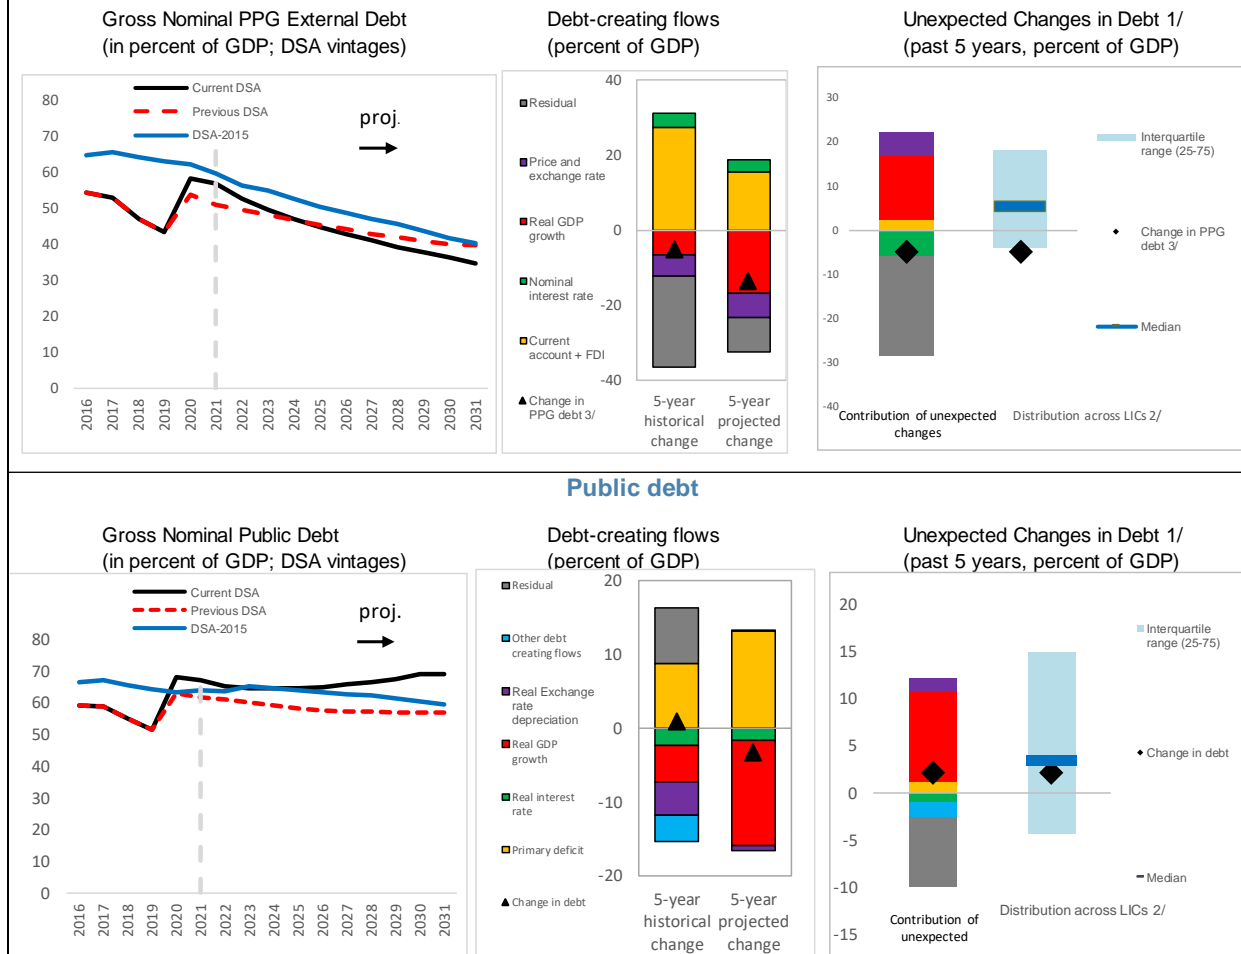 Gross Nominal PPG External Debt
(in percent of GDP; DSA vintages)
Current DSA
Previous DSA
DSA-2015
proj.
80
70
60
50
40
30
20
10
0
2016
2017
2018
2019
2020
2021
2022
2023
2024
2025
2026
2027
2028
2029
2030
2031
Debt-creating flows
(percent of GDP)
Residual
Price and
exchange rate
Real GDP
growth
Nominal
interest rate
Current
account + FDI
Change in
PPG debt 3/
40
20
0
-20
-40
5-year
historical
change
5-year
projected
change
Unexpected Changes in Debt 1/
(past 5 years, percent of GDP)
30
20
10
0
-10
-20
-30
-40
Interquartile
range (25-75)
Change in PPG
debt 3/
Median
Contribution of unexpected
changes
Distribution across LICs 2/
Public debt
Gross Nominal Public Debt
(in percent of GDP; DSA vintages)
Current DSA
Previous DSA
DSA-2015
proj.
80
70
60
50
40
30
20
10
0
2016
2017
2018
2019
2020
2021
2022
2023
2024
2025
2026
2027
2028
2029
2030
2031
Debt-creating flows
(percent of GDP)
Residual
Other debt
creating flows
Real Exchange
rate
depreciation
Real GDP
growth
Real interest
rate
Primary deficit
Change in debt
20
10
0
-10
-20
5-year
historical
change
5-year
projected
change
Unexpected Changes in Debt 1/
(past 5 years, percent of GDP)
20
15
10
5
0
-5
-10
-15
Interquartile
range (25-75)
Change in debt
Median
Contribution of
unexpected
Distribution across LICs 2/